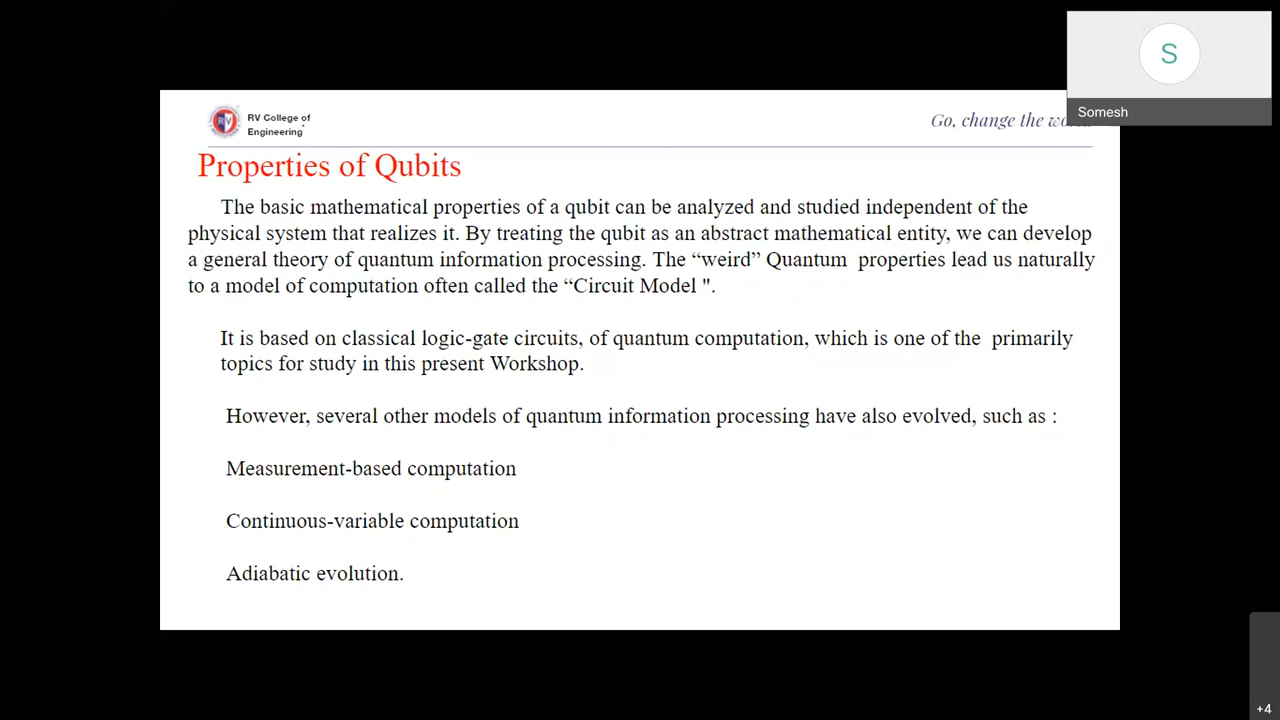 S
Somesh
RV College of
Engineering
Go, change the wo
Properties of Qubits
The basic mathematical properties of a qubit can be analyzed and studied independent of the
physical system that realizes it. By treating the qubit as an abstract mathematical entity, we can develop
a general theory of quantum information processing. The “weird” Quantum properties lead us naturally
to a model of computation often called the “Circuit Model ".
It is based on classical logic-gate circuits, of quantum computation, which is one of the primarily
topics for study in this present Workshop.
However, several other models of quantum information processing have also evolved, such as :
Measurement-based computation
Continuous-variable computation
Adiabatic evolution.
+4